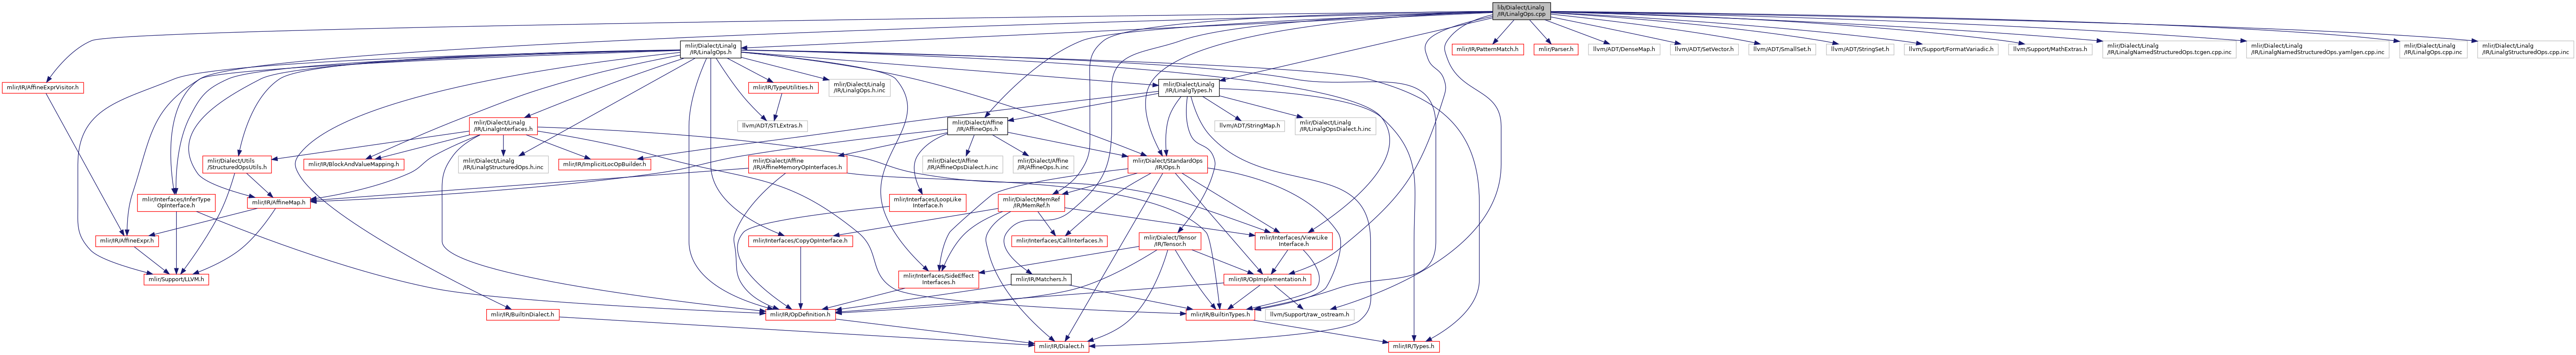 lib/Dialect/Linalg
/IR/LinalgOps.cpp
mlir/Dialect/Linalg
/IR/LinalgOps.h
mlir/IR/PatternMatch.h
mlir/Parser.h
llvm/ADT/DenseMap.h
llvm/ADT/SetVector.h
llvm/ADT/SmallSet.h
llvm/ADT/StringSet.h
llvm/Support/FormatVariadic.h
llvm/Support/MathExtras.h
mlir/Dialect/Linalg
/IR/LinalgNamedStructuredOps.tcgen.cpp.inc
mlir/Dialect/Linalg
/IR/LinalgNamedStructuredOps.yamlgen.cpp.inc
mlir/Dialect/Linalg
/IR/LinalgOps.cpp.inc
mlir/Dialect/Linalg
/IR/LinalgStructuredOps.cpp.inc
mlir/IR/AffineExprVisitor.h
mlir/IR/TypeUtilities.h
mlir/Dialect/Linalg
/IR/LinalgOps.h.inc
mlir/Dialect/Linalg
/IR/LinalgTypes.h
mlir/Dialect/Linalg
/IR/LinalgInterfaces.h
llvm/ADT/STLExtras.h
mlir/Dialect/Affine
/IR/AffineOps.h
llvm/ADT/StringMap.h
mlir/Dialect/Linalg
/IR/LinalgOpsDialect.h.inc
mlir/Dialect/Utils
/StructuredOpsUtils.h
mlir/IR/BlockAndValueMapping.h
mlir/Dialect/Linalg
/IR/LinalgStructuredOps.h.inc
mlir/IR/ImplicitLocOpBuilder.h
mlir/Dialect/Affine
/IR/AffineMemoryOpInterfaces.h
mlir/Dialect/Affine
/IR/AffineOpsDialect.h.inc
mlir/Dialect/Affine
/IR/AffineOps.h.inc
mlir/Dialect/StandardOps
/IR/Ops.h
mlir/Interfaces/InferType
OpInterface.h
mlir/IR/AffineMap.h
mlir/Interfaces/LoopLike
Interface.h
mlir/Dialect/MemRef
/IR/MemRef.h
mlir/IR/AffineExpr.h
mlir/Interfaces/CopyOpInterface.h
mlir/Interfaces/CallInterfaces.h
mlir/Dialect/Tensor
/IR/Tensor.h
mlir/Interfaces/ViewLike
Interface.h
mlir/Support/LLVM.h
mlir/Interfaces/SideEffect
Interfaces.h
mlir/IR/Matchers.h
mlir/IR/OpImplementation.h
mlir/IR/BuiltinDialect.h
mlir/IR/OpDefinition.h
mlir/IR/BuiltinTypes.h
llvm/Support/raw_ostream.h
mlir/IR/Dialect.h
mlir/IR/Types.h